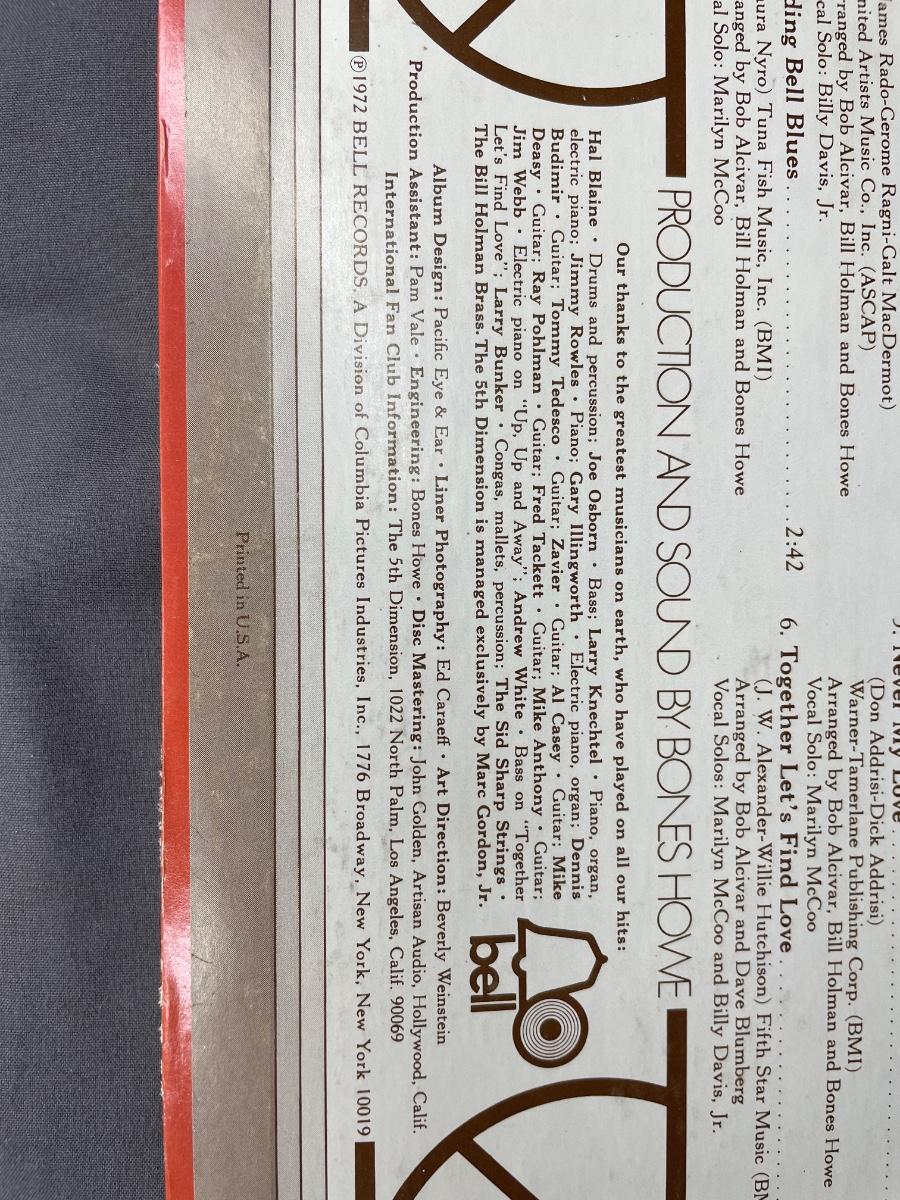 ames Rado-Gerome Ragni-Galt MacDermot)
nited Artists Music Co., Inc. (ASCAP)
rranged by Bob Alcivar, Bill Holman and Bones Howe
cal Solo: Billy Davis, Jr.
ding Bell Blues . . . . . . . . . . . . . . . . . . . . . . . . . . . . . . . . 2:42
ura Nyro) Tuna Fish Music, Inc. (BMI)
anged by Bob Alcivar, Bill Holman and Bones Howe
al Solo: Marilyn McCoo
Never My Love . . . . . . . . . .
(Don Addrisi-Dick Addrisi)
Warner-Tamerlane Publishing Corp. (BMI)
Arranged by Bob Alcivar, Bill Holman and Bones Howe
Vocal Solo: Marilyn McCoo
6. Together Let's Find Love . . . . . . . . . .
(J. W. Alexander-Willie Hutchison) Fifth Star Music (BM
Arranged by Bob Alcivar and Dave Blumberg
Vocal Solos: Marilyn McCoo and Billy Davis, Jr.
PRODUCTION AND SOUND BY BONES HOWE
Our thanks to the greatest musicians on earth, who have played on all our hits:
Hal Blaine • Drums and percussion; Joe Osborn • Bass; Larry Knechtel • Piano, organ,
electric piano; Jimmy Rowles • Piano; Gary Illingworth • Electric piano, organ; Dennis
Budimir • Guitar; Tommy Tedesco • Guitar; Zavier • Guitar; Al Casey • Guitar; Mike
Deasy • Guitar; Ray Pohlman • Guitar; Fred Tackett • Guitar; Mike Anthony • Guitar;
Jim Webb • Electric piano on "Up, Up and Away"; Andrew White • Bass on "Together
Let's Find Love"; Larry Bunker • Congas, mallets, percussion; The Sid Sharp Strings •
The Bill Holman Brass. The 5th Dimension is managed exclusively by Marc Gordon, Jr.
bell
Album Design: Pacific Eye & Ear • Liner Photography: Ed Caraeff • Art Direction: Beverly Weinstein
Production Assistant: Pam Vale • Engineering: Bones Howe • Disc Mastering: John Golden, Artisan Audio, Hollywood, Calif.
International Fan Club Information: The 5th Dimension, 1022 North Palm, Los Angeles, Calif. 90069
℗ 1972 BELL RECORDS, A Division of Columbia Pictures Industries, Inc., 1776 Broadway, New York, New York 10019
Printed in U.S.A.